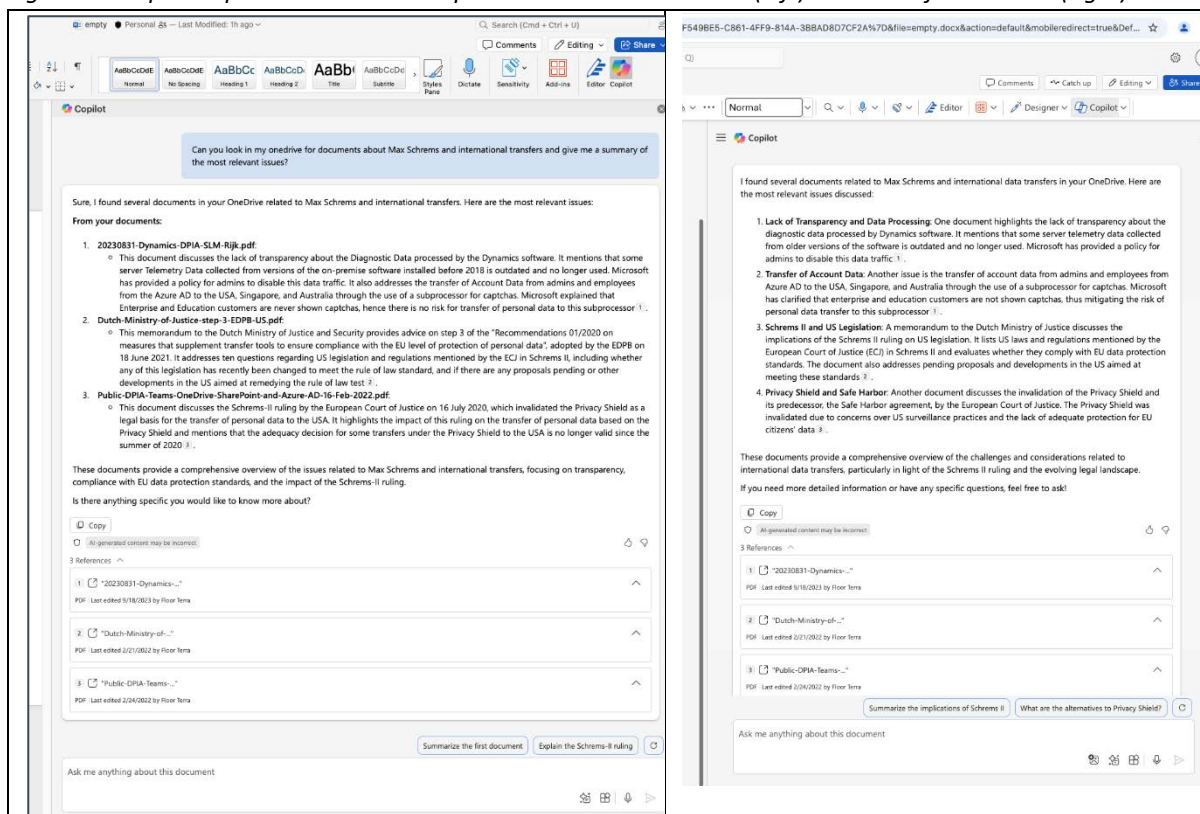 empty Personal — Last Modified: 1h ago
Search (Cmd + Ctrl + U)
Comments Editing Share
AaBbCcDdE AaBbCcDdE AaBbCc AaBbCcD AaBb AaBbCcDd
Normal No Spacing Heading 1 Heading 2 Title Subtitle Styles Pane Dictate Sensitivity Add-ins Editor Copilot
Copilot
Can you look in my onedrive for documents about Max Schrems and international transfers and give me a summary of
the most relevant issues?
Sure, I found several documents in your OneDrive related to Max Schrems and international transfers. Here are the most relevant issues:
From your documents:
1. 20230831-Dynamics-DPIA-SLM-Rijk.pdf:
This document discusses the lack of transparency about the Diagnostic Data processed by the Dynamics software. It mentions that some
server Telemetry Data collected from versions of the on-premise software installed before 2018 is outdated and no longer used. Microsoft
has provided a policy for admins to disable this data traffic. It also addresses the transfer of Account Data from admins and employees
from the Azure AD to the USA, Singapore, and Australia through the use of a subprocessor for captchas. Microsoft explained that
Enterprise and Education customers are never shown captchas, hence there is no risk for transfer of personal data to this subprocessor 1 .
2. Dutch-Ministry-of-Justice-step-3-EDPB-US.pdf:
This memorandum to the Dutch Ministry of Justice and Security provides advice on step 3 of the "Recommendations 01/2020 on
measures that supplement transfer tools to ensure compliance with the EU level of protection of personal data", adopted by the EDPB on
18 June 2021. It addresses ten questions regarding US legislation and regulations mentioned by the ECJ in Schrems II, including whether
any of this legislation has recently been changed to meet the rule of law standard, and if there are any proposals pending or other
developments in the US aimed at remedying the rule of law test 2 .
3. Public-DPIA-Teams-OneDrive-SharePoint-and-Azure-AD-16-Feb-2022.pdf:
This document discusses the Schrems-II ruling by the European Court of Justice on 16 July 2020, which invalidated the Privacy Shield as a
legal basis for the transfer of personal data to the USA. It highlights the impact of this ruling on the transfer of personal data based on the
Privacy Shield and mentions that the adequacy decision for some transfers under the Privacy Shield to the USA is no longer valid since the
summer of 2020 3 .
These documents provide a comprehensive overview of the issues related to Max Schrems and international transfers, focusing on transparency,
compliance with EU data protection standards, and the impact of the Schrems-II ruling.
Is there anything specific you would like to know more about?
Copy
AI-generated content may be incorrect
3 References
1 "20230831-Dynamics-..."
PDF Last edited 9/18/2023 by Floor Terra
2 "Dutch-Ministry-of-..."
PDF Last edited 2/21/2022 by Floor Terra
3 "Public-DPIA-Teams-..."
PDF Last edited 2/24/2022 by Floor Terra
Summarize the first document Explain the Schrems-II ruling
Ask me anything about this document
F549BE5-C861-4FF9-814A-3BBAD8D7CF2A%7D&file=empty.docx&action=default&mobileredirect=true&Def...
Comments Catch up Editing Share
Normal Editor Designer Copilot
Copilot
I found several documents related to Max Schrems and international data transfers in your OneDrive. Here are
the most relevant issues discussed:
1. Lack of Transparency and Data Processing: One document highlights the lack of transparency about the
diagnostic data processed by Dynamics software. It mentions that some server telemetry data collected
from older versions of the software is outdated and no longer used. Microsoft has provided a policy for
admins to disable this data traffic 1 .
2. Transfer of Account Data: Another issue is the transfer of account data from admins and employees from
the Azure AD to the USA, Singapore, and Australia through the use of a subprocessor for captchas. Microsoft
has clarified that enterprise and education customers are not shown captchas, thus mitigating the risk of
personal data transfer to this subprocessor 1 .
3. Schrems II and US Legislation: A memorandum to the Dutch Ministry of Justice discusses the
implications of the Schrems II ruling on US legislation. It lists US laws and regulations mentioned by the
European Court of Justice (ECJ) in Schrems II and evaluates whether they comply with EU data protection
standards. The document also addresses pending proposals and developments in the US aimed at
meeting these standards 2 .
4. Privacy Shield and Safe Harbor: Another document discusses the invalidation of the Privacy Shield and
its predecessor, the Safe Harbor agreement, by the European Court of Justice. The Privacy Shield was
invalidated due to concerns over US surveillance practices and the lack of adequate protection for EU
citizens' data 3 .
These documents provide a comprehensive overview of the challenges and considerations related to
international data transfers, particularly in light of the Schrems II ruling and the evolving legal landscape.
If you need more detailed information or have any specific questions, feel free to ask!
Copy
AI-generated content may be incorrect
3 References
1 "20230831-Dynamics-..."
PDF Last edited 9/18/2023 by Floor Terra
2 "Dutch-Ministry-of-..."
PDF Last edited 2/21/2022 by Floor Terra
3 "Public-DPIA-Teams-..."
PDF Last edited 2/24/2022 by Floor Terra
Summarize the implications of Schrems II What are the alternatives to Privacy Shield?
Ask me anything about this document